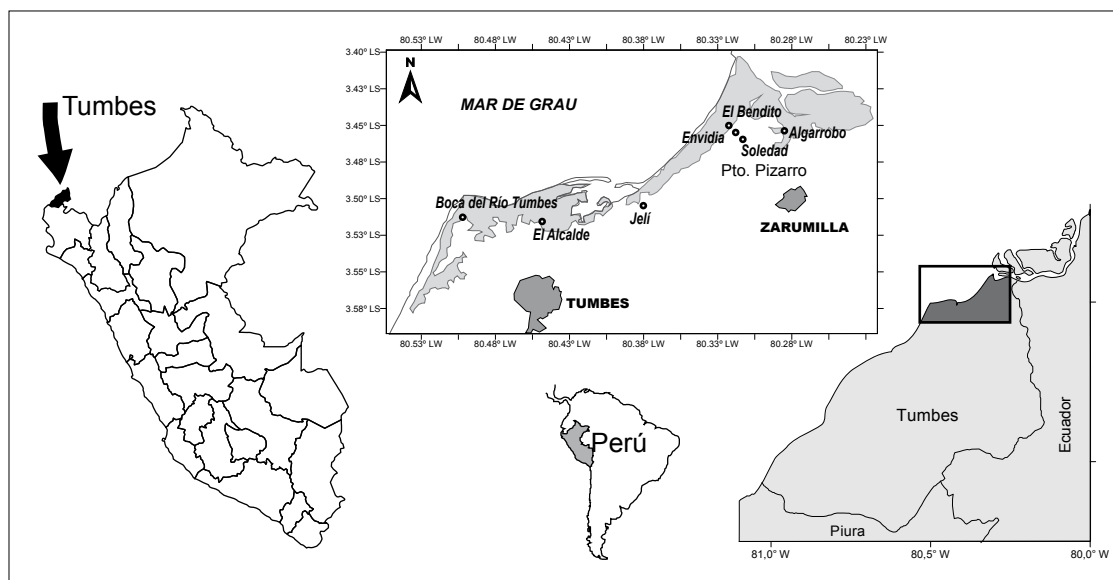 Tumbes
80.53° LW 80.48° LW 80.43° LW 80.38° LW 80.33° LW 80.28° LW 80.23° LW
3.40° LS
3.43° LS
3.45° LS
3.48° LS
3.50° LS
3.53° LS
3.55° LS
3.58° LS
N
MAR DE GRAU
El Bendito
Envidia
Algarrobo
Soledad
Pto. Pizarro
Boca del Río Tumbes
Jelí
El Alcalde
ZARUMILLA
TUMBES
80.53° LW 80.48° LW 80.43° LW 80.38° LW 80.33° LW 80.28° LW 80.23° LW
Perú
Tumbes
Ecuador
Piura
81,0° W 80,5° W 80,0° W